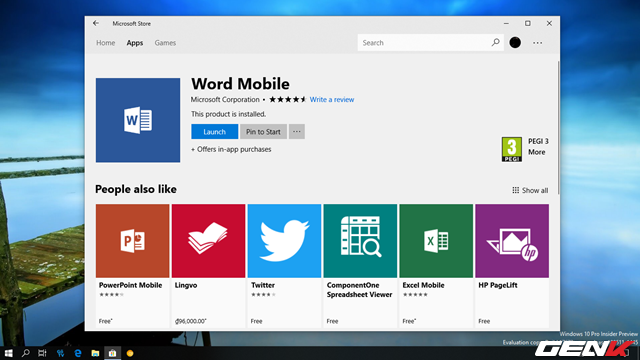 Microsoft Store
Home Apps Games
Search
Word Mobile
Microsoft Corporation • Write a review
This product is installed.
Launch Pin to Start ...
+ Offers in-app purchases
W
3
PEGI
PEGI 3
More
People also like
Show all
P
X
hp
PowerPoint Mobile
Lingvo
Twitter
ComponentOne Spreadsheet Viewer
Excel Mobile
HP PageLift
Free*
₫96,000.00*
Free
Free
Free*
Free
Windows 10 Pro Insider Preview
Evaluation
GENK